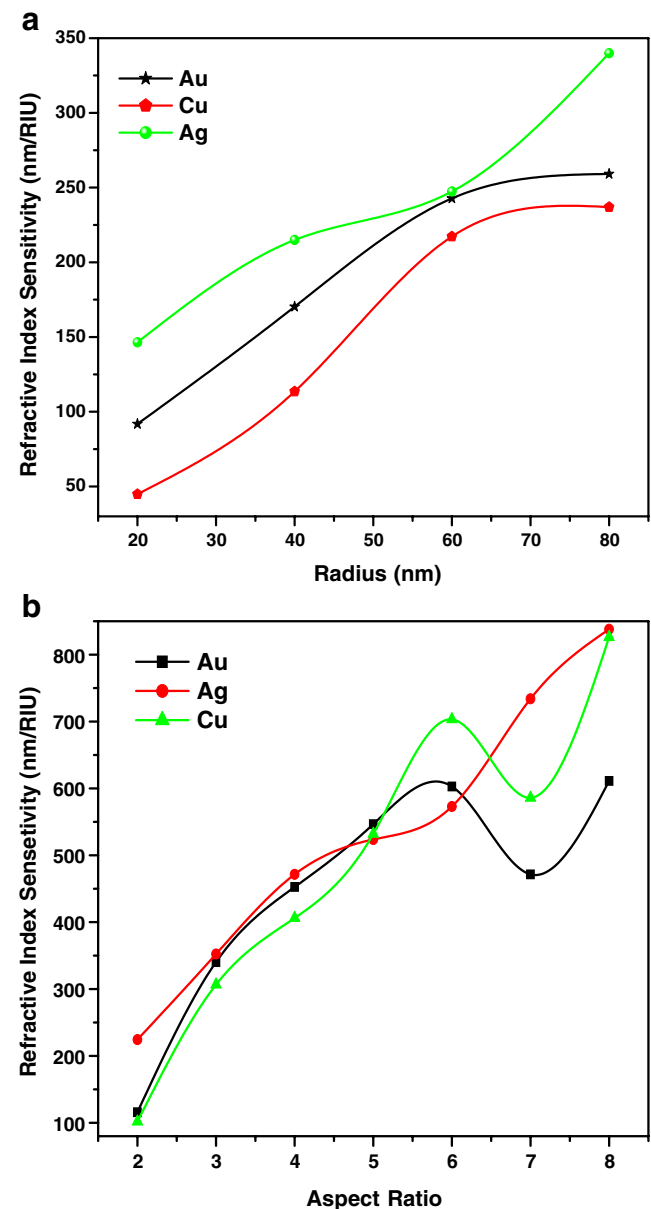 a
350
300
250
200
150
100
50
Refractive Index Sensitivity (nm/RIU)
Au
Cu
Ag
20 30 40 50 60 70 80
Radius (nm)
b
800
700
600
500
400
300
200
100
Refractive Index Sensetivity (nm/RIU)
Au
Ag
Cu
2 3 4 5 6 7 8
Aspect Ratio